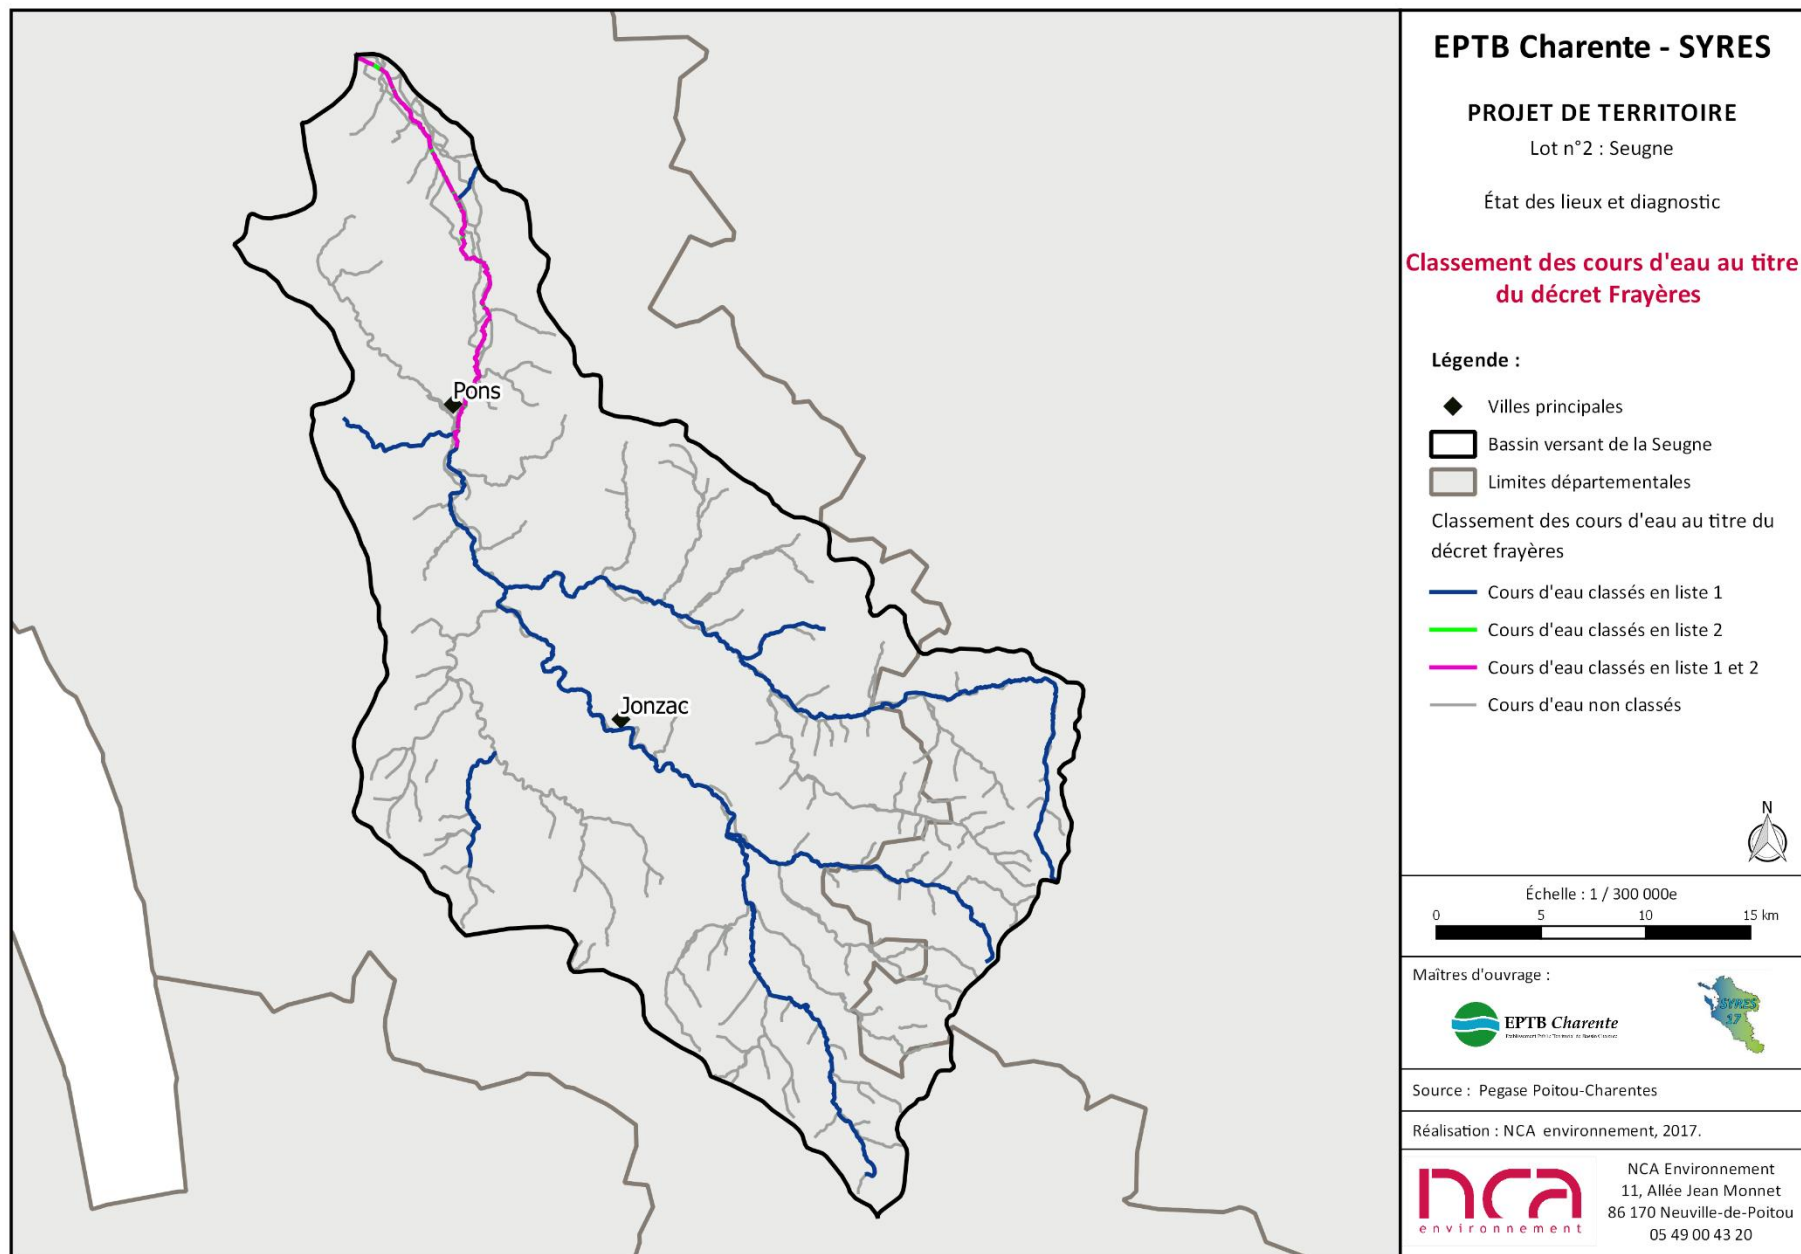 Pons
Jonzac
EPTB Charente - SYRES
PROJET DE TERRITOIRE
Lot n°2 : Seugne
État des lieux et diagnostic
Classement des cours d'eau au titre
du décret Frayères
Légende :
Villes principales
Bassin versant de la Seugne
Limites départementales
Classement des cours d'eau au titre du
décret frayères
Cours d'eau classés en liste 1
Cours d'eau classés en liste 2
Cours d'eau classés en liste 1 et 2
Cours d'eau non classés
N
Échelle : 1 / 300 000e
0 5 10 15 km
Maîtres d'ouvrage :
EPTB Charente
SYRES
17
Source : Pegase Poitou-Charentes
Réalisation : NCA environnement, 2017.
nca
environnement
NCA Environnement
11, Allée Jean Monnet
86 170 Neuville-de-Poitou
05 49 00 43 20